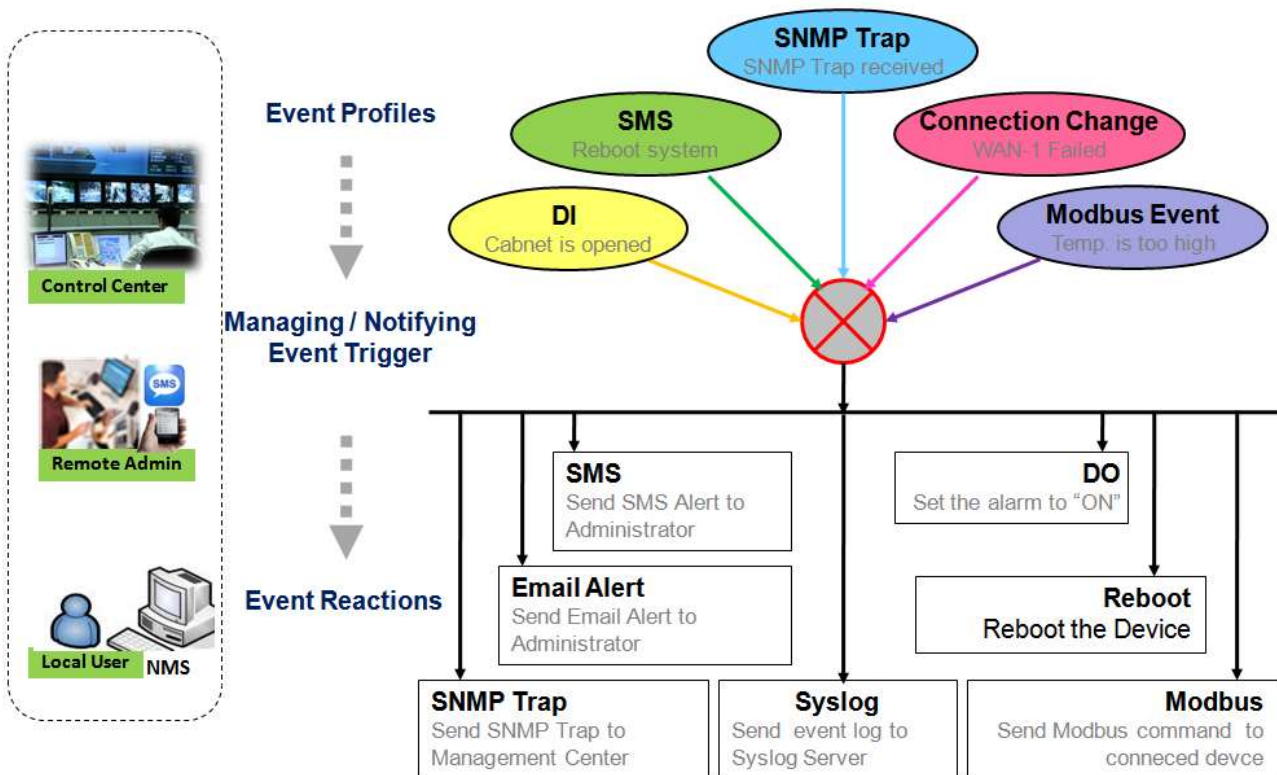 SNMP Trap
SNMP Trap received
Event Profiles
SMS
Reboot system
Connection Change
WAN-1 Failed
DI
Cabnet is opened
Modbus Event
Temp. is too high
Control Center
Managing / Notifying
Event Trigger
SMS
Remote Admin
SMS
Send SMS Alert to
Administrator
DO
Set the alarm to “ON”
Event Reactions
Email Alert
Send Email Alert to
Administrator
Reboot
Reboot the Device
Local User
NMS
SNMP Trap
Send SNMP Trap to
Management Center
Syslog
Send event log to
Syslog Server
Modbus
Send Modbus command to
conneced devce